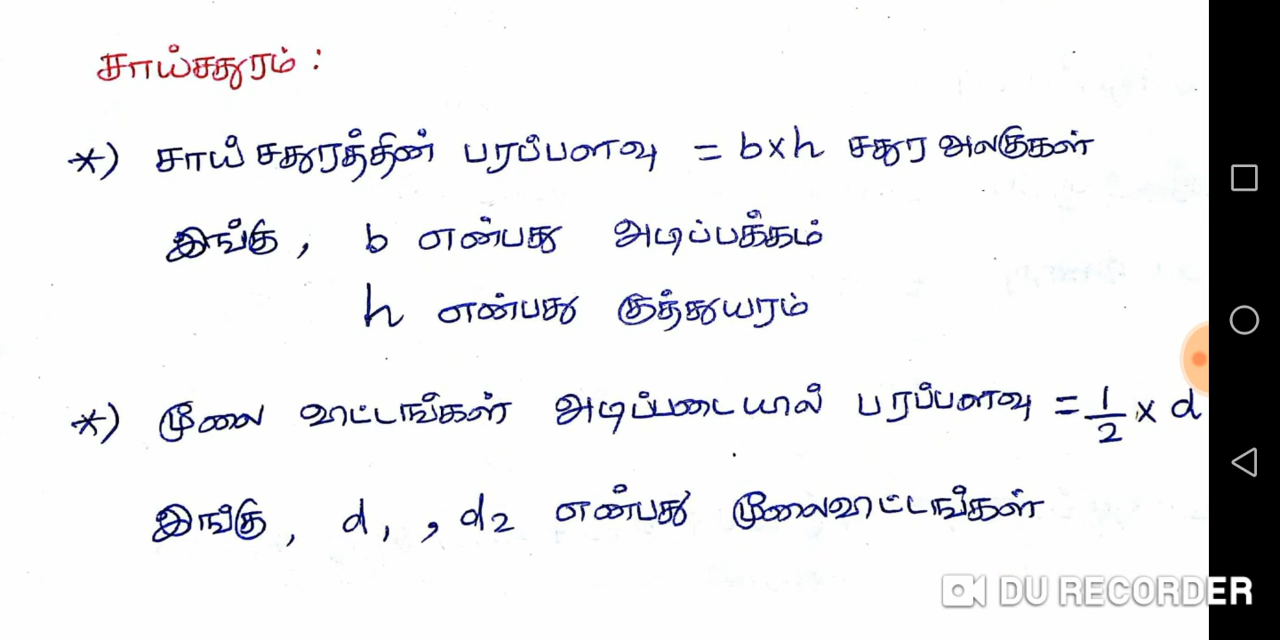 சாய்சதுரம் :
*) சாய் சதுரத்தின் பரப்பளவு = b×h சதுர அலகுகள்
இங்கு, b என்பது அடிப்பக்கம்
h என்பது குத்துயரம்
*) மூலை விட்டங்கள் அடிப்படையில் பரப்பளவு = 1/2 × d
இங்கு, d₁, d₂ என்பது மூலைவிட்டங்கள்
DU RECORDER